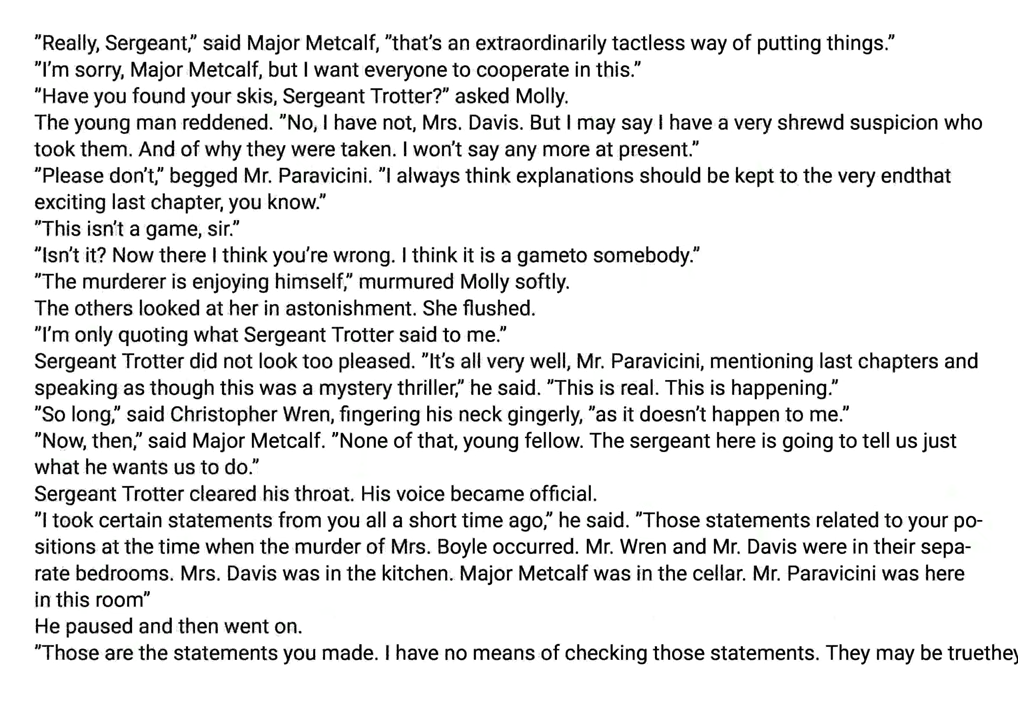 "Really, Sergeant," said Major Metcalf, "that's an extraordinarily tactless way of putting things."
"I'm sorry, Major Metcalf, but I want everyone to cooperate in this."
"Have you found your skis, Sergeant Trotter?" asked Molly.
The young man reddened. "No, I have not, Mrs. Davis. But I may say I have a very shrewd suspicion who
took them. And of why they were taken. I won't say any more at present."
"Please don't," begged Mr. Paravicini. "I always think explanations should be kept to the very endthat
exciting last chapter, you know."
"This isn't a game, sir."
"Isn't it? Now there I think you're wrong. I think it is a gameto somebody."
"The murderer is enjoying himself," murmured Molly softly.
The others looked at her in astonishment. She flushed.
"I'm only quoting what Sergeant Trotter said to me."
Sergeant Trotter did not look too pleased. "It's all very well, Mr. Paravicini, mentioning last chapters and
speaking as though this was a mystery thriller," he said. "This is real. This is happening."
"So long," said Christopher Wren, fingering his neck gingerly, "as it doesn't happen to me."
"Now, then," said Major Metcalf. "None of that, young fellow. The sergeant here is going to tell us just
what he wants us to do."
Sergeant Trotter cleared his throat. His voice became official.
"I took certain statements from you all a short time ago," he said. "Those statements related to your po-
sitions at the time when the murder of Mrs. Boyle occurred. Mr. Wren and Mr. Davis were in their sepa-
rate bedrooms. Mrs. Davis was in the kitchen. Major Metcalf was in the cellar. Mr. Paravicini was here
in this room"
He paused and then went on.
"Those are the statements you made. I have no means of checking those statements. They may be truethey